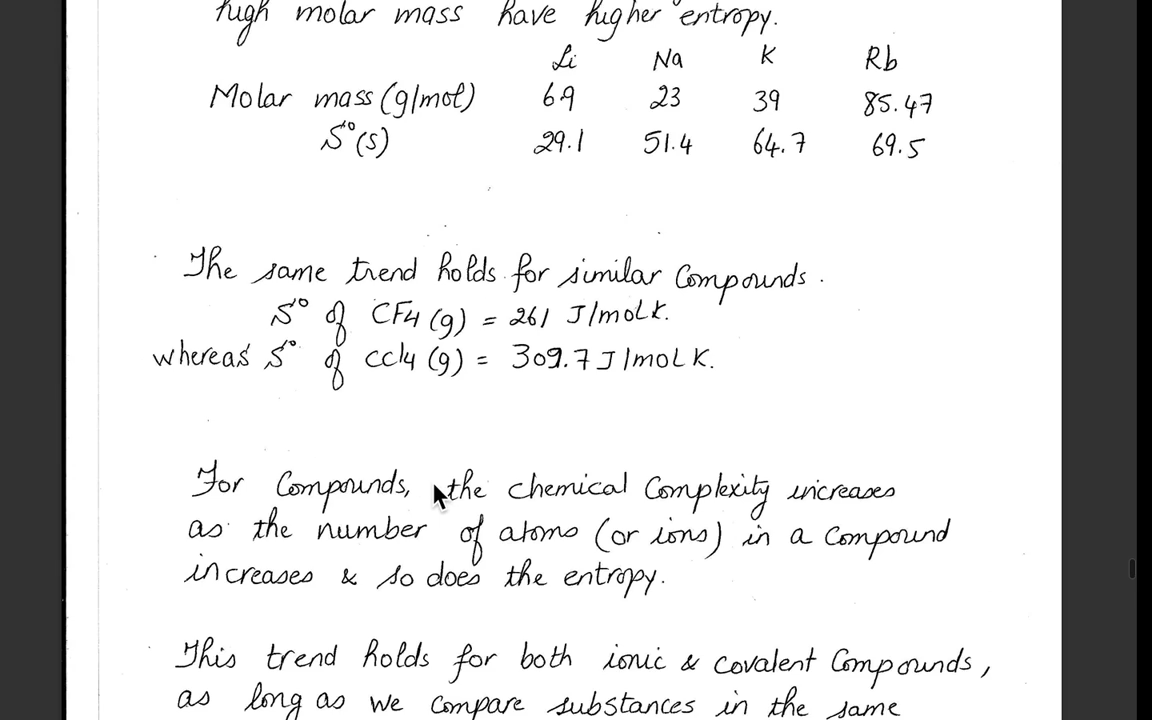 high molar mass have higher entropy.
Li Na K Rb
Molar mass (g/mol) 6.9 23 39 85.47
S°(s) 29.1 51.4 64.7 69.5
The same trend holds for similar Compounds.
S° of CF4 (g) = 261 J/molK.
whereas S° of CCl4 (g) = 309.7 J/molK.
For Compounds, the chemical Complexity increases
as the number of atoms (or ions) in a compound
increases & so does the entropy.
This trend holds for both ionic & covalent Compounds,
as long as we compare substances in the same